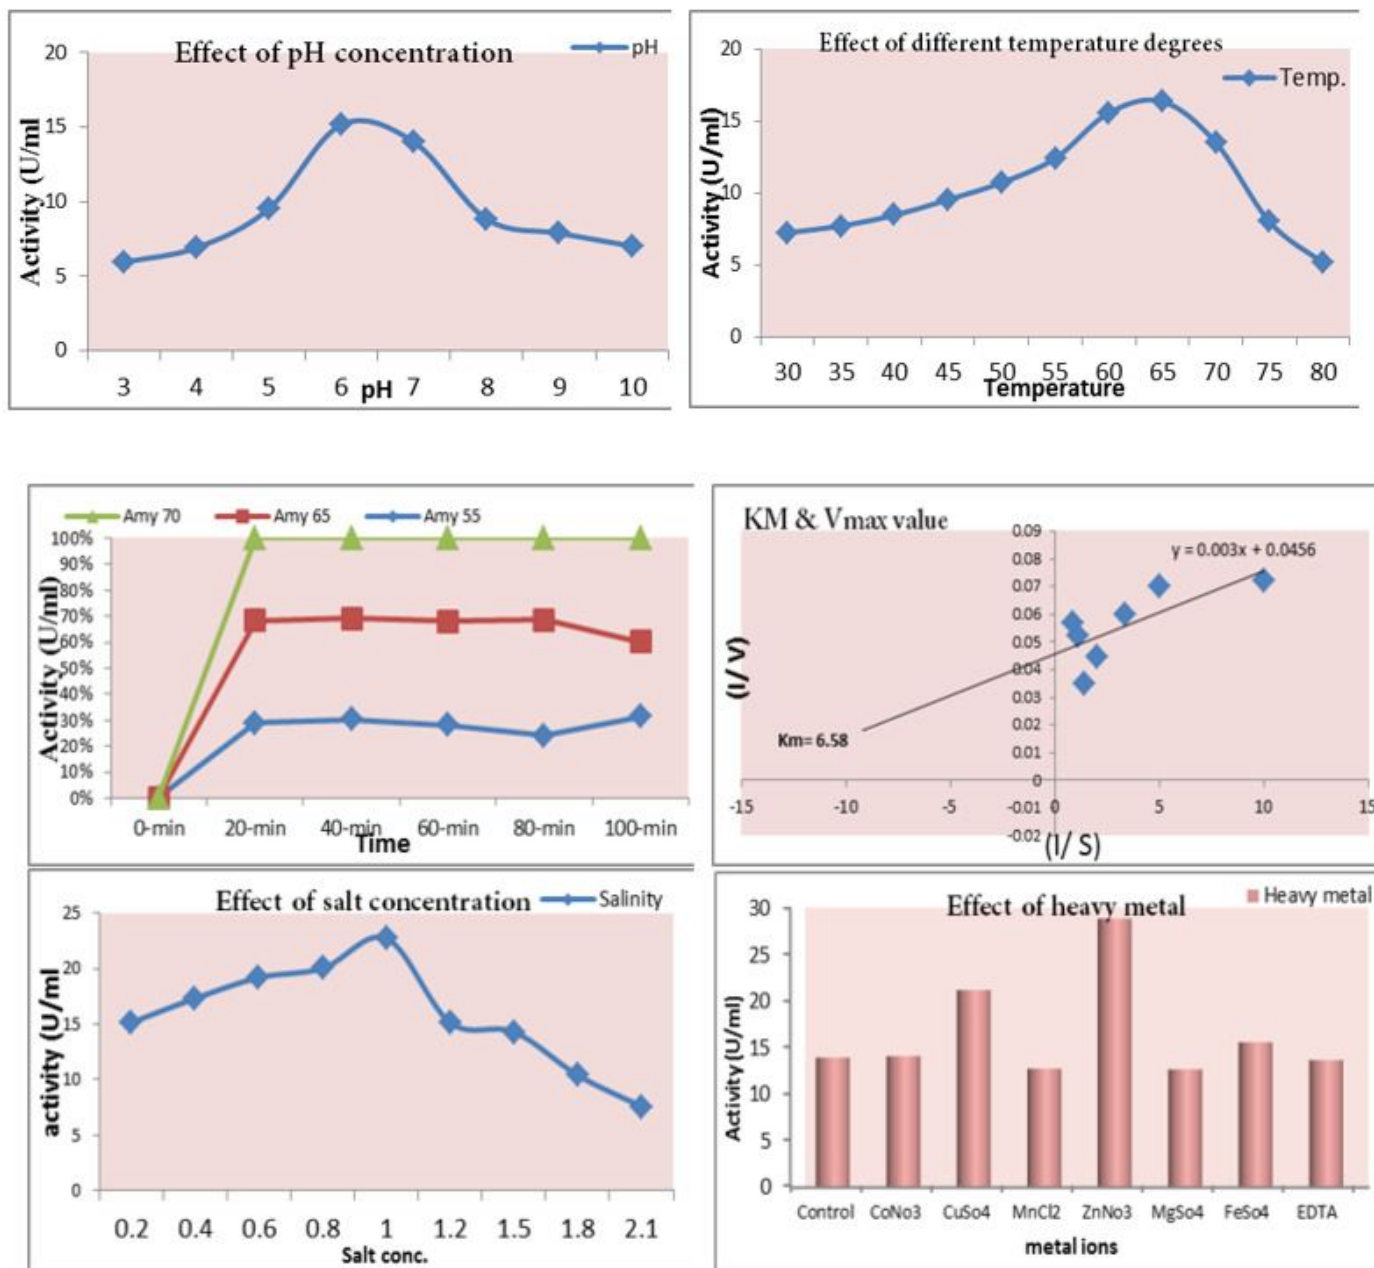 Effect of pH concentration
pH
Activity (U/ml
20
15
10
5
0
3 4 5 6 7 8 9 10
pH
Effect of different temperature degrees
Temp.
Activity (U/ml)
20
15
10
5
0
30 35 40 45 50 55 60 65 70 75 80
Temperature
Amy 70 Amy 65 Amy 55
Activity (U/ml)
100%
90%
80%
70%
60%
50%
40%
30%
20%
10%
0%
0-min 20-min 40-min 60-min 80-min 100-min
Time
KM & Vmax value
y = 0.003x + 0.0456
(I/ V)
0.09
0.08
0.07
0.06
0.05
0.04
0.03
0.02
0.01
0
-0.01
-0.02
Km= 6.58
-15 -10 -5 0 5 10 15
(I/ S)
Effect of salt concentration
Salinity
activity (U/ml
25
20
15
10
5
0
0.2 0.4 0.6 0.8 1 1.2 1.5 1.8 2.1
Salt conc.
Effect of heavy metal
Heavy metal
Activity (U/ml)
30
25
20
15
10
5
0
Control CoNo3 CuSo4 MnCl2 ZnNo3 MgSo4 FeSo4 EDTA
metal ions